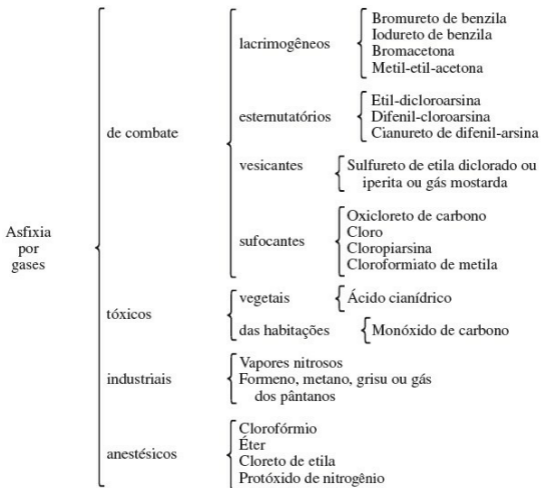 Asfixia
por
gases
de combate
lacrimogêneos
Bromureto de benzila
Iodureto de benzila
Bromacetona
Metil-etil-acetona
esternutatórios
Etil-dicloroarsina
Difenil-cloroarsina
Cianureto de difenil-arsina
vesicantes
Sulfureto de etila diclorado ou
iperita ou gás mostarda
sufocantes
Oxicloreto de carbono
Cloro
Cloropiarsina
Cloroformiato de metila
tóxicos
vegetais
Ácido cianídrico
das habitações
Monóxido de carbono
industriais
Vapores nitrosos
Formeno, metano, grisu ou gás
dos pântanos
anestésicos
Clorofórmio
Éter
Cloreto de etila
Protóxido de nitrogênio